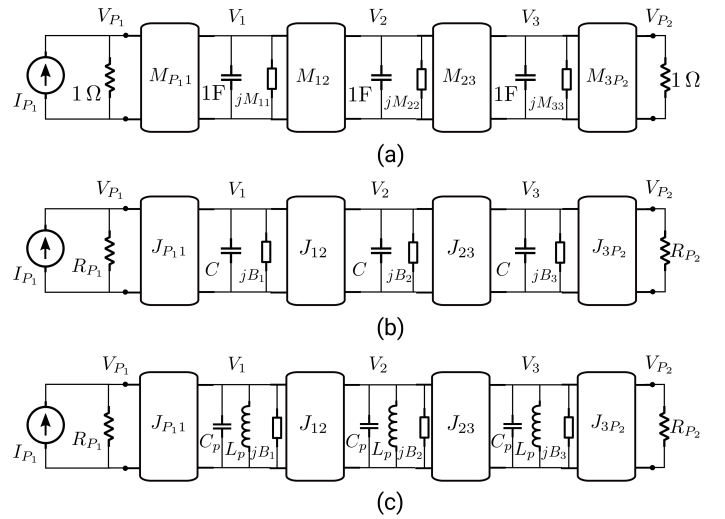 V_{P_1} V_1 V_2 V_3 V_{P_2}
I_{P_1} 1 Ω M_{P_1 1} 1F jM_{11} M_{12} 1F jM_{22} M_{23} 1F jM_{33} M_{3P_2} 1 Ω
(a)
V_{P_1} V_1 V_2 V_3 V_{P_2}
I_{P_1} R_{P_1} J_{P_1 1} C jB_1 J_{12} C jB_2 J_{23} C jB_3 J_{3P_2} R_{P_2}
(b)
V_{P_1} V_1 V_2 V_3 V_{P_2}
I_{P_1} R_{P_1} J_{P_1 1} C_p L_p jB_1 J_{12} C_p L_p jB_2 J_{23} C_p L_p jB_3 J_{3P_2} R_{P_2}
(c)